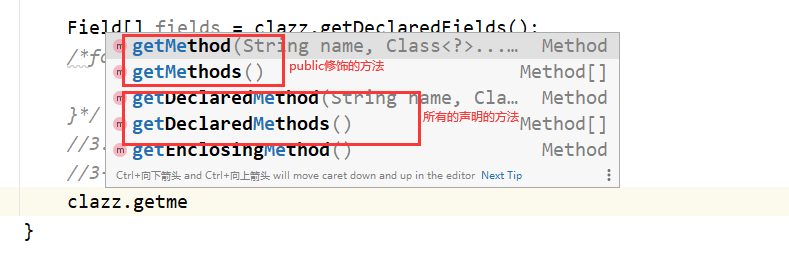 Field[] fields = clazz.getDeclaredFields();
/*fo
m getMethod(String name, Class<?>...… Method
m getMethods() Method[]
public修饰的方法
m getDeclaredMethod(String name, Cla… Method
}*/
m getDeclaredMethods() Method[]
所有的声明的方法
//3.
m getEnclosingMethod() Method
//3-
Ctrl+向下箭头 and Ctrl+向上箭头 will move caret down and up in the editor Next Tip
clazz.getme
}